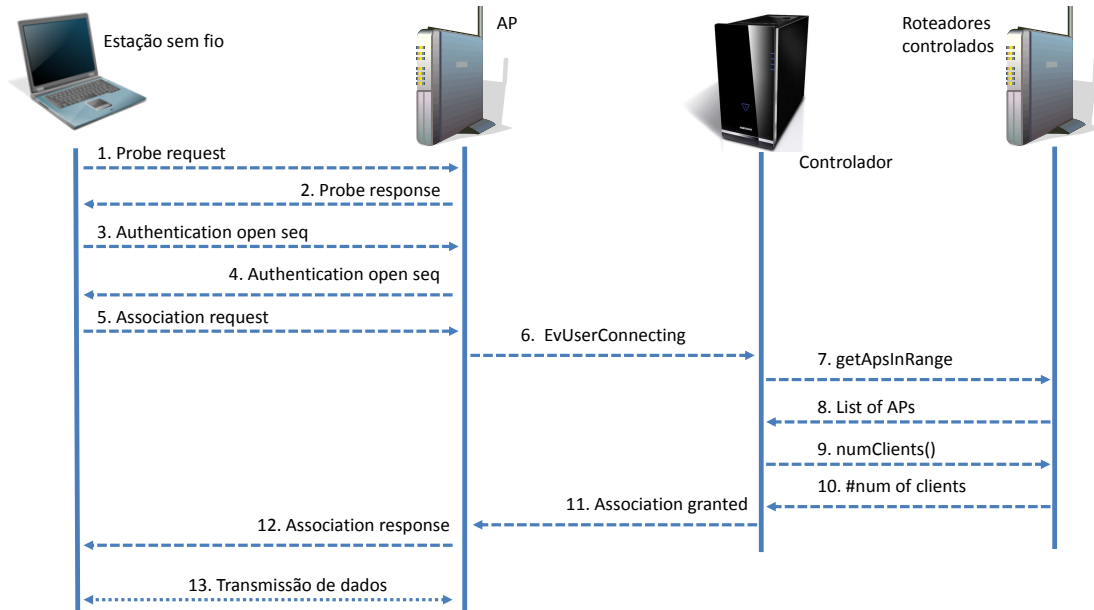 Estação sem fio
AP
Roteadores
controlados
Controlador
1. Probe request
2. Probe response
3. Authentication open seq
4. Authentication open seq
5. Association request
6. EvUserConnecting
7. getApsInRange
8. List of APs
9. numClients()
10. #num of clients
11. Association granted
12. Association response
13. Transmissão de dados